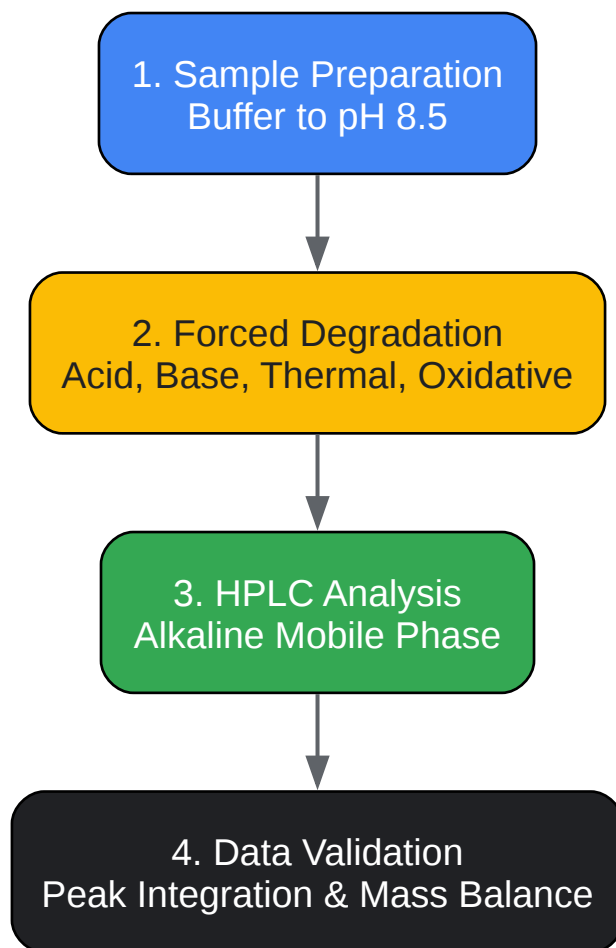 1. Sample Preparation
Buffer to pH 8.5
2. Forced Degradation
Acid, Base, Thermal, Oxidative
3. HPLC Analysis
Alkaline Mobile Phase
4. Data Validation
Peak Integration & Mass Balance